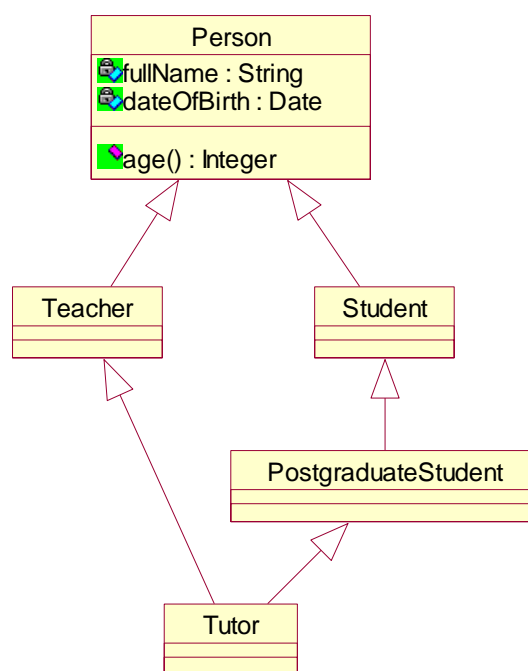 Person
fullName : String
dateOfBirth : Date
age() : Integer
Teacher
Student
PostgraduateStudent
Tutor